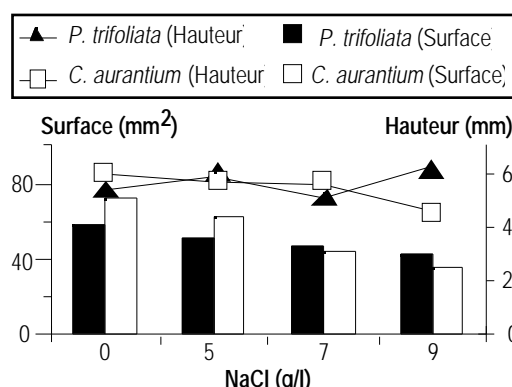 P. trifoliata (Hauteur) P. trifoliata (Surface)
C. aurantium (Hauteur) C. aurantium (Surface)
Surface (mm2) Hauteur (mm)
80 6
4
40
2
0 0
0 5 7 9
NaCl (g/l)